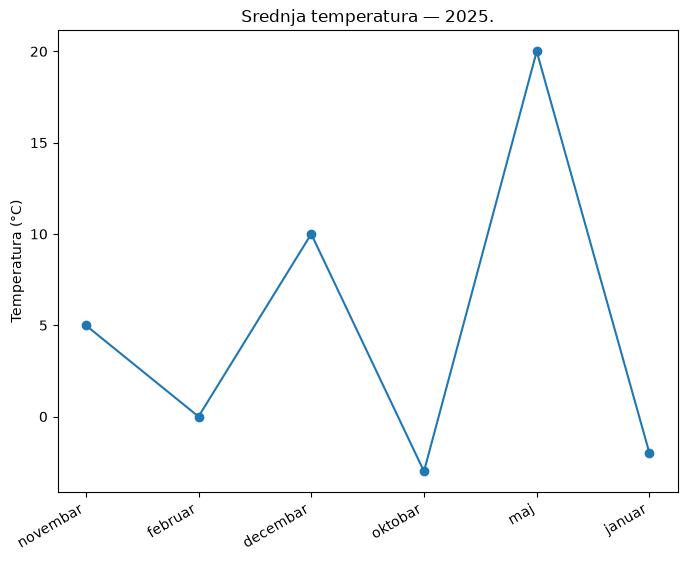 Srednja temperatura — 2025.
Temperatura (°C)
20
15
10
5
0
novembar
februar
decembar
oktobar
maj
januar